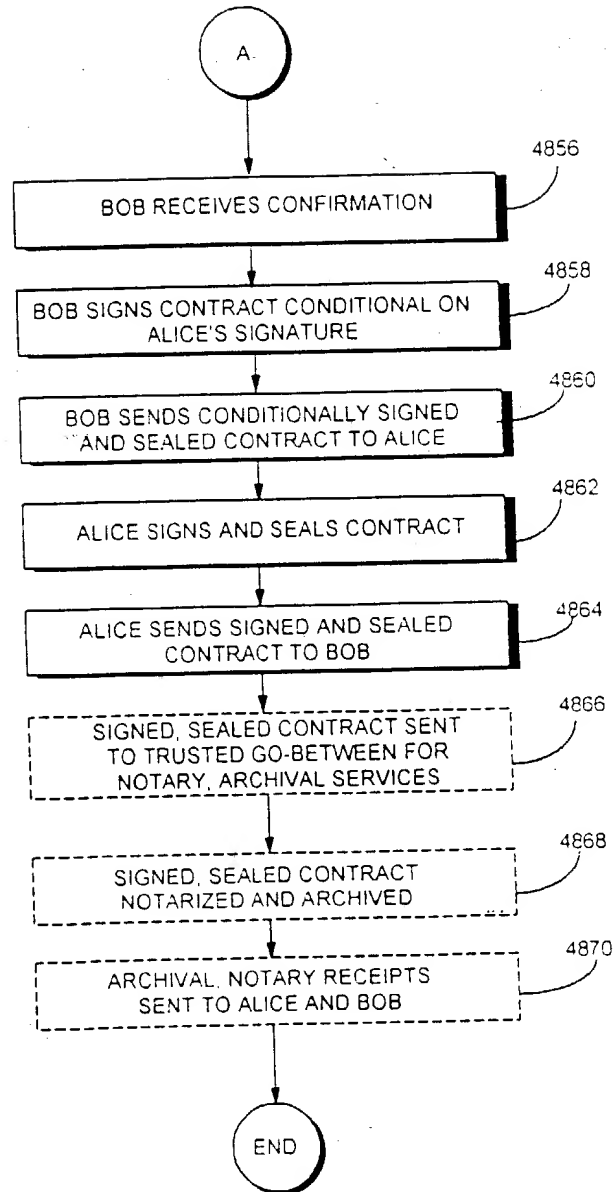 A
4856
BOB RECEIVES CONFIRMATION
4858
BOB SIGNS CONTRACT CONDITIONAL ON
ALICE'S SIGNATURE
4860
BOB SENDS CONDITIONALLY SIGNED
AND SEALED CONTRACT TO ALICE
4862
ALICE SIGNS AND SEALS CONTRACT
4864
ALICE SENDS SIGNED AND SEALED
CONTRACT TO BOB
4866
SIGNED, SEALED CONTRACT SENT
TO TRUSTED GO-BETWEEN FOR
NOTARY, ARCHIVAL SERVICES
4868
SIGNED, SEALED CONTRACT
NOTARIZED AND ARCHIVED
4870
ARCHIVAL, NOTARY RECEIPTS
SENT TO ALICE AND BOB
END